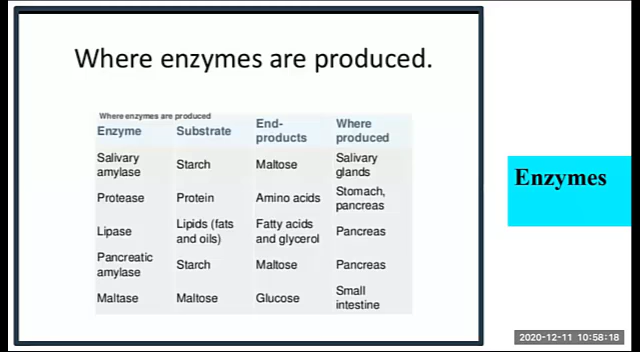 Where enzymes are produced.
Where enzymes are produced
Enzyme Substrate End-products Where produced
Salivary amylase Starch Maltose Salivary glands
Protease Protein Amino acids Stomach, pancreas
Lipase Lipids (fats and oils) Fatty acids and glycerol Pancreas
Pancreatic amylase Starch Maltose Pancreas
Maltase Maltose Glucose Small intestine
Enzymes
2020-12-11 10:58:18